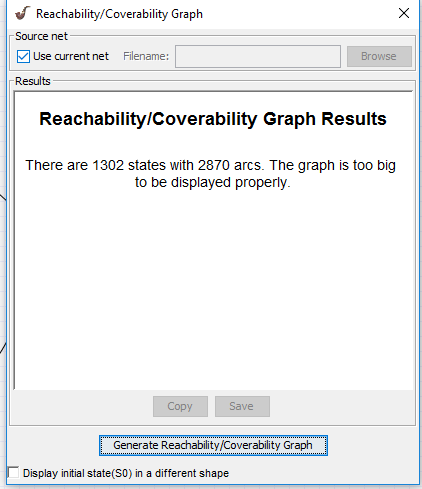 Reachability/Coverability Graph
Source net
Use current net Filename: Browse
Results
Reachability/Coverability Graph Results
There are 1302 states with 2870 arcs. The graph is too big
to be displayed properly.
Copy Save
Generate Reachability/Coverability Graph
Display initial state(S0) in a different shape